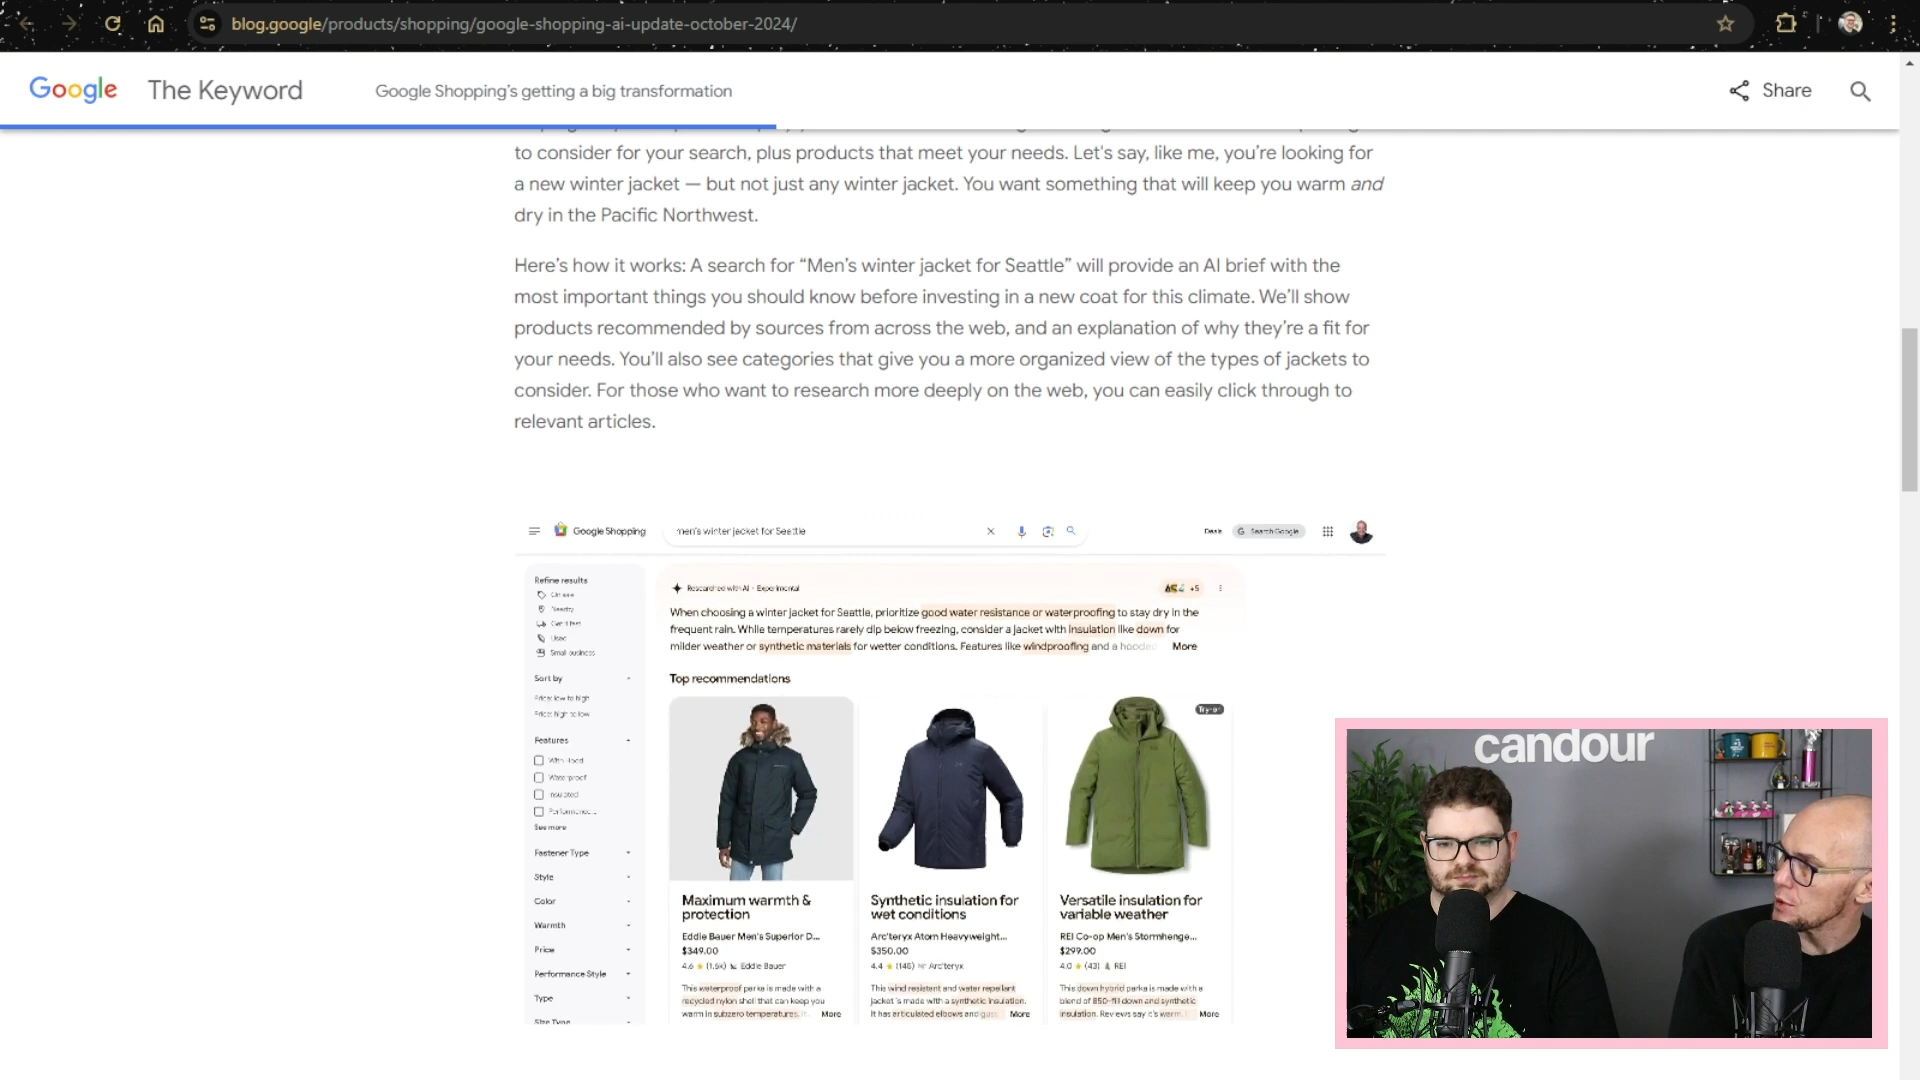 blog.google/products/shopping/google-shopping-ai-update-october-2024/
Google The Keyword Google Shopping's getting a big transformation Share
to consider for your search, plus products that meet your needs. Let's say, like me, you're looking for
a new winter jacket — but not just any winter jacket. You want something that will keep you warm and
dry in the Pacific Northwest.
Here's how it works: A search for “Men's winter jacket for Seattle” will provide an AI brief with the
most important things you should know before investing in a new coat for this climate. We'll show
products recommended by sources from across the web, and an explanation of why they're a fit for
your needs. You'll also see categories that give you a more organized view of the types of jackets to
consider. For those who want to research more deeply on the web, you can easily click through to
relevant articles.
Google Shopping men's winter jacket for Seattle Deals G Search Google
Refine results
On sale
Nearby
Get it fast
Used
Small business
Sort by
Price: low to high
Price: high to low
Features
With Hood
Waterproof
Insulated
Performance...
See more
Fastener Type
Style
Color
Warmth
Price
Performance Style
Type
Size Type
Researched with AI - Experimental +5
When choosing a winter jacket for Seattle, prioritize good water resistance or waterproofing to stay dry in the
frequent rain. While temperatures rarely dip below freezing, consider a jacket with insulation like down for
milder weather or synthetic materials for wetter conditions. Features like windproofing and a hooded More
Top recommendations
Try-on
Maximum warmth &
protection
Eddie Bauer Men's Superior D...
$349.00
4.6 ★ (1.6k) Eddie Bauer
This waterproof parka is made with a
recycled nylon shell that can keep you
warm in subzero temperatures. More
Synthetic insulation for
wet conditions
Arc'teryx Atom Heavyweight...
$350.00
4.4 ★ (146) Arc'teryx
This wind resistent and water repellant
jacket is made with a synthetic insulation.
It has articulated elbows and More
Versatile insulation for
variable weather
REI Co-op Men's Stormhenge...
$299.00
4.0 ★ (43) REI
This down hybrid parka is made with a
blend of 850-fill down and synthetic
insulation. Reviews say it's warm. More
candour